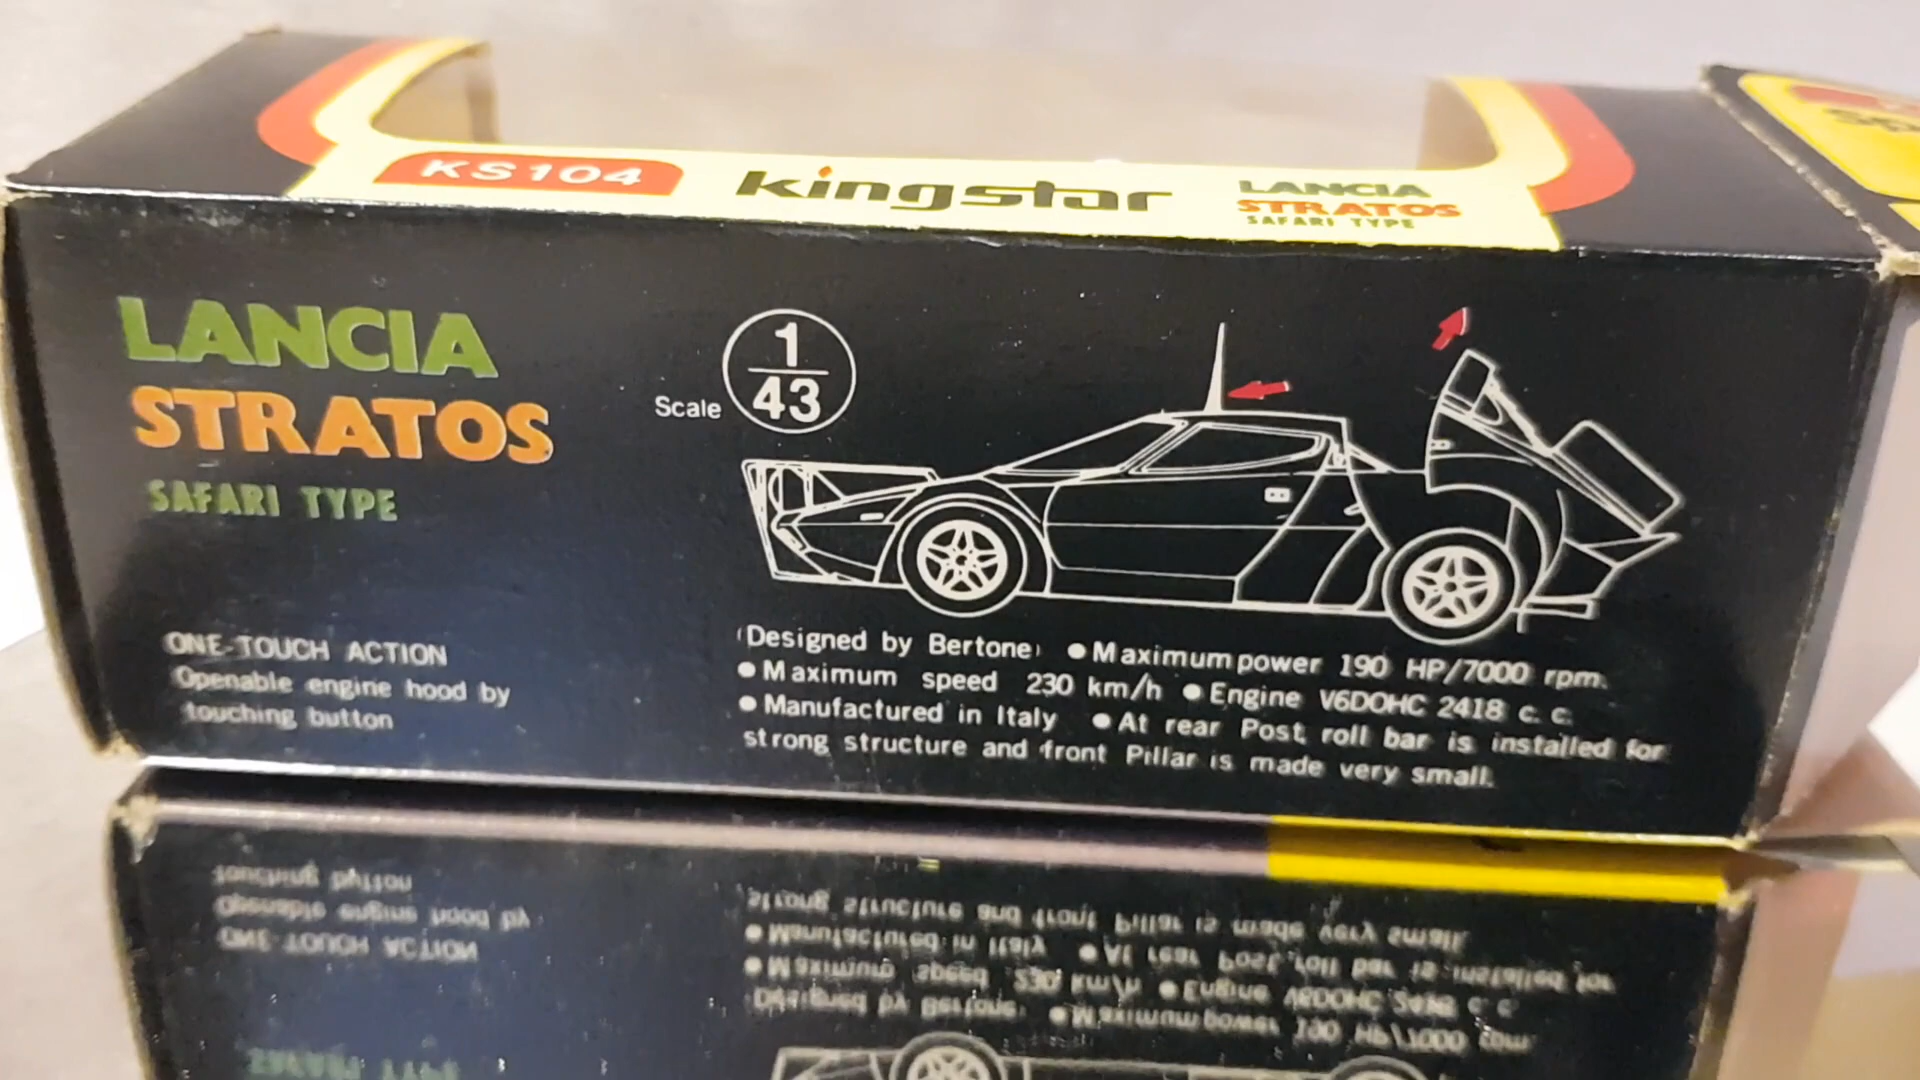 KS104 kingstar LANCIA
STRATOS
SAFARI TYPE
LANCIA
STRATOS
SAFARI TYPE
Scale 1/43
ONE-TOUCH ACTION
Openable engine hood by
touching button
(Designed by Bertone) ●Maximum power 190 HP/7000 rpm.
●Maximum speed 230 km/h ●Engine V6DOHC 2418 c. c.
●Manufactured in Italy ●At rear Post, roll bar is installed for
strong structure and front Pillar is made very small.